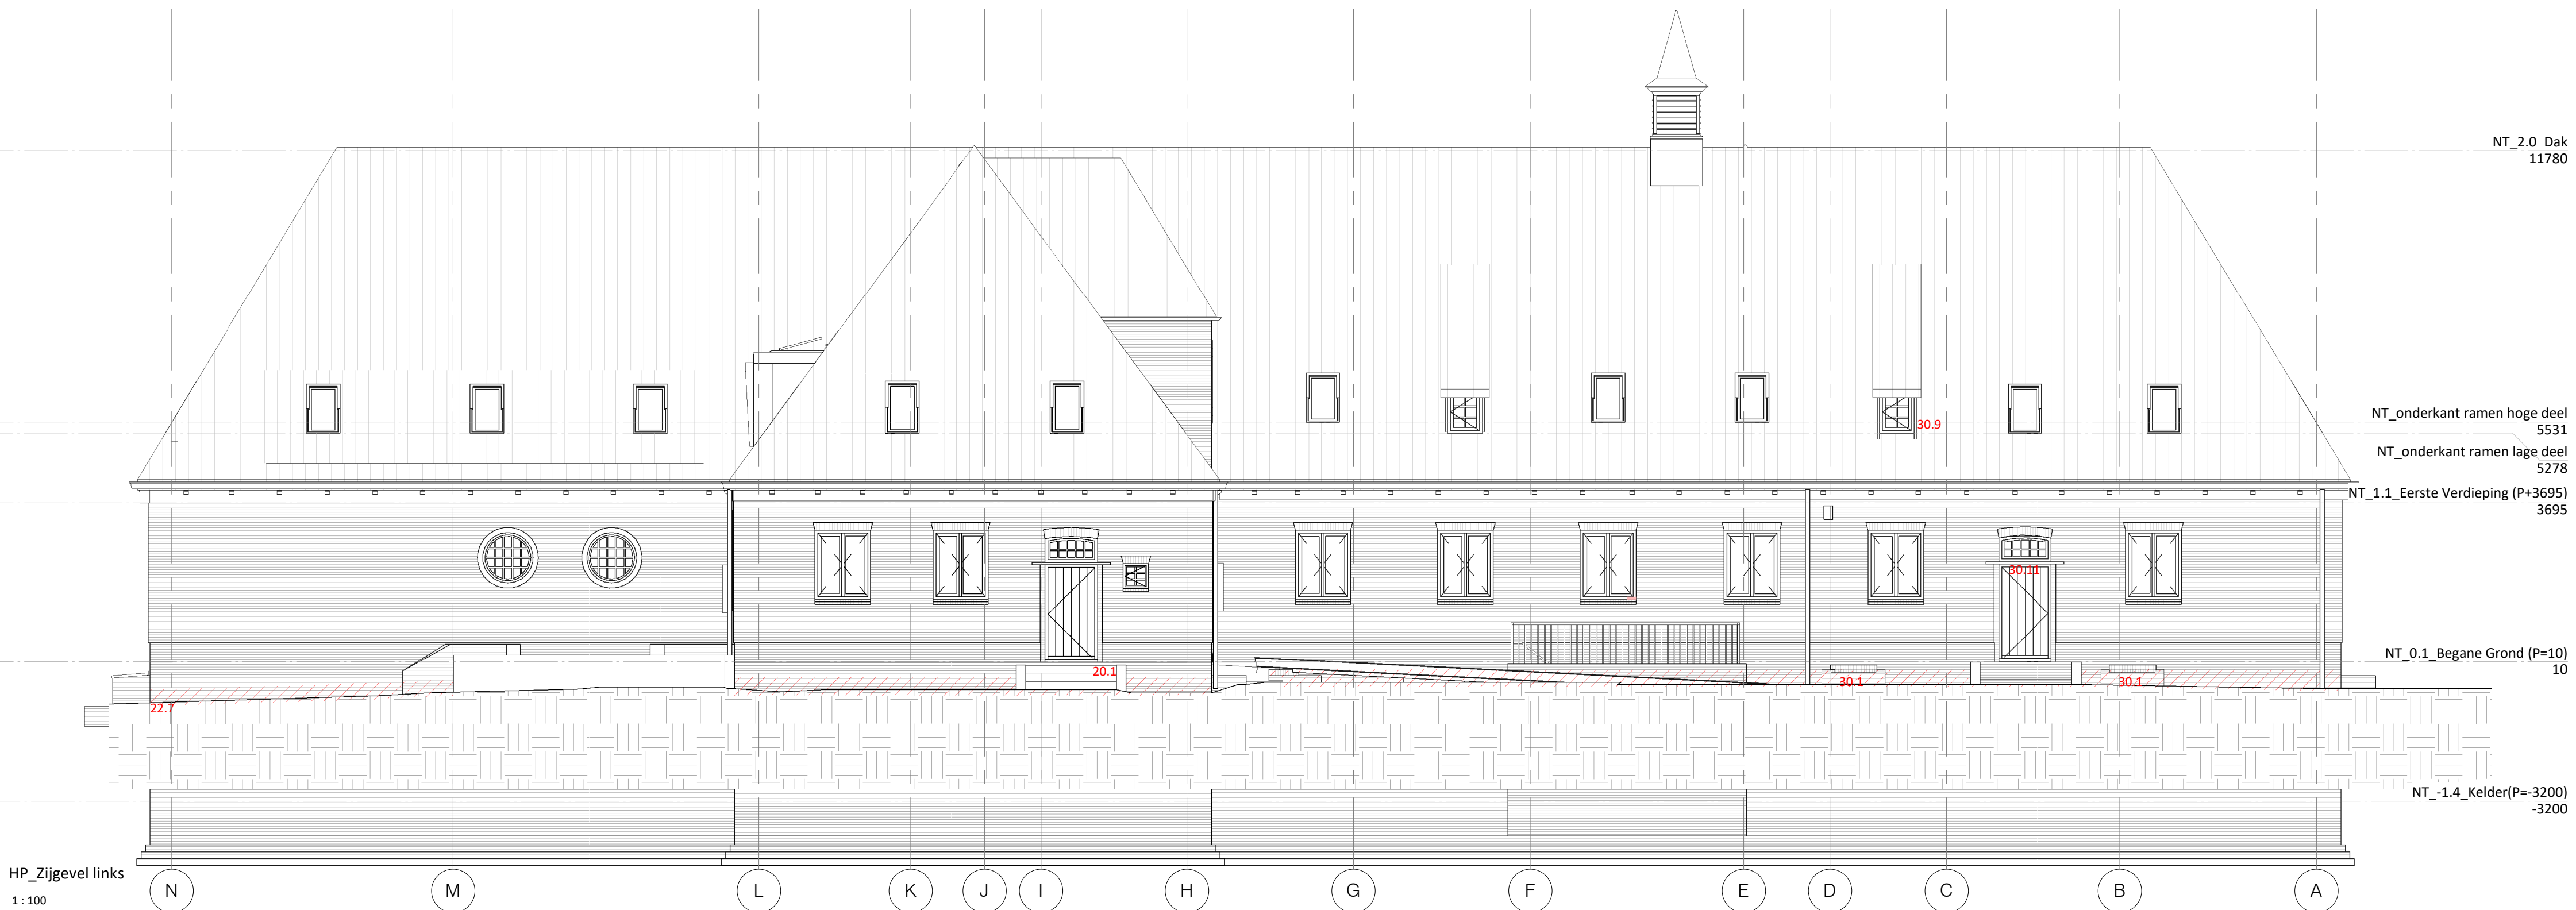 NT_2.0 Dak
11780
NT_onderkant ramen hoge deel
5531
30.9
NT_onderkant ramen lage deel
5278
NT_1.1_Eerste Verdieping (P+3695)
3695
30.11
NT_0.1_Begane Grond (P=10)
10
20.1
30.1
30.1
22.7
NT_-1.4_Kelder(P=-3200)
-3200
HP_Zijgevel links
1 : 100
N M L K J I H G F E D C B A